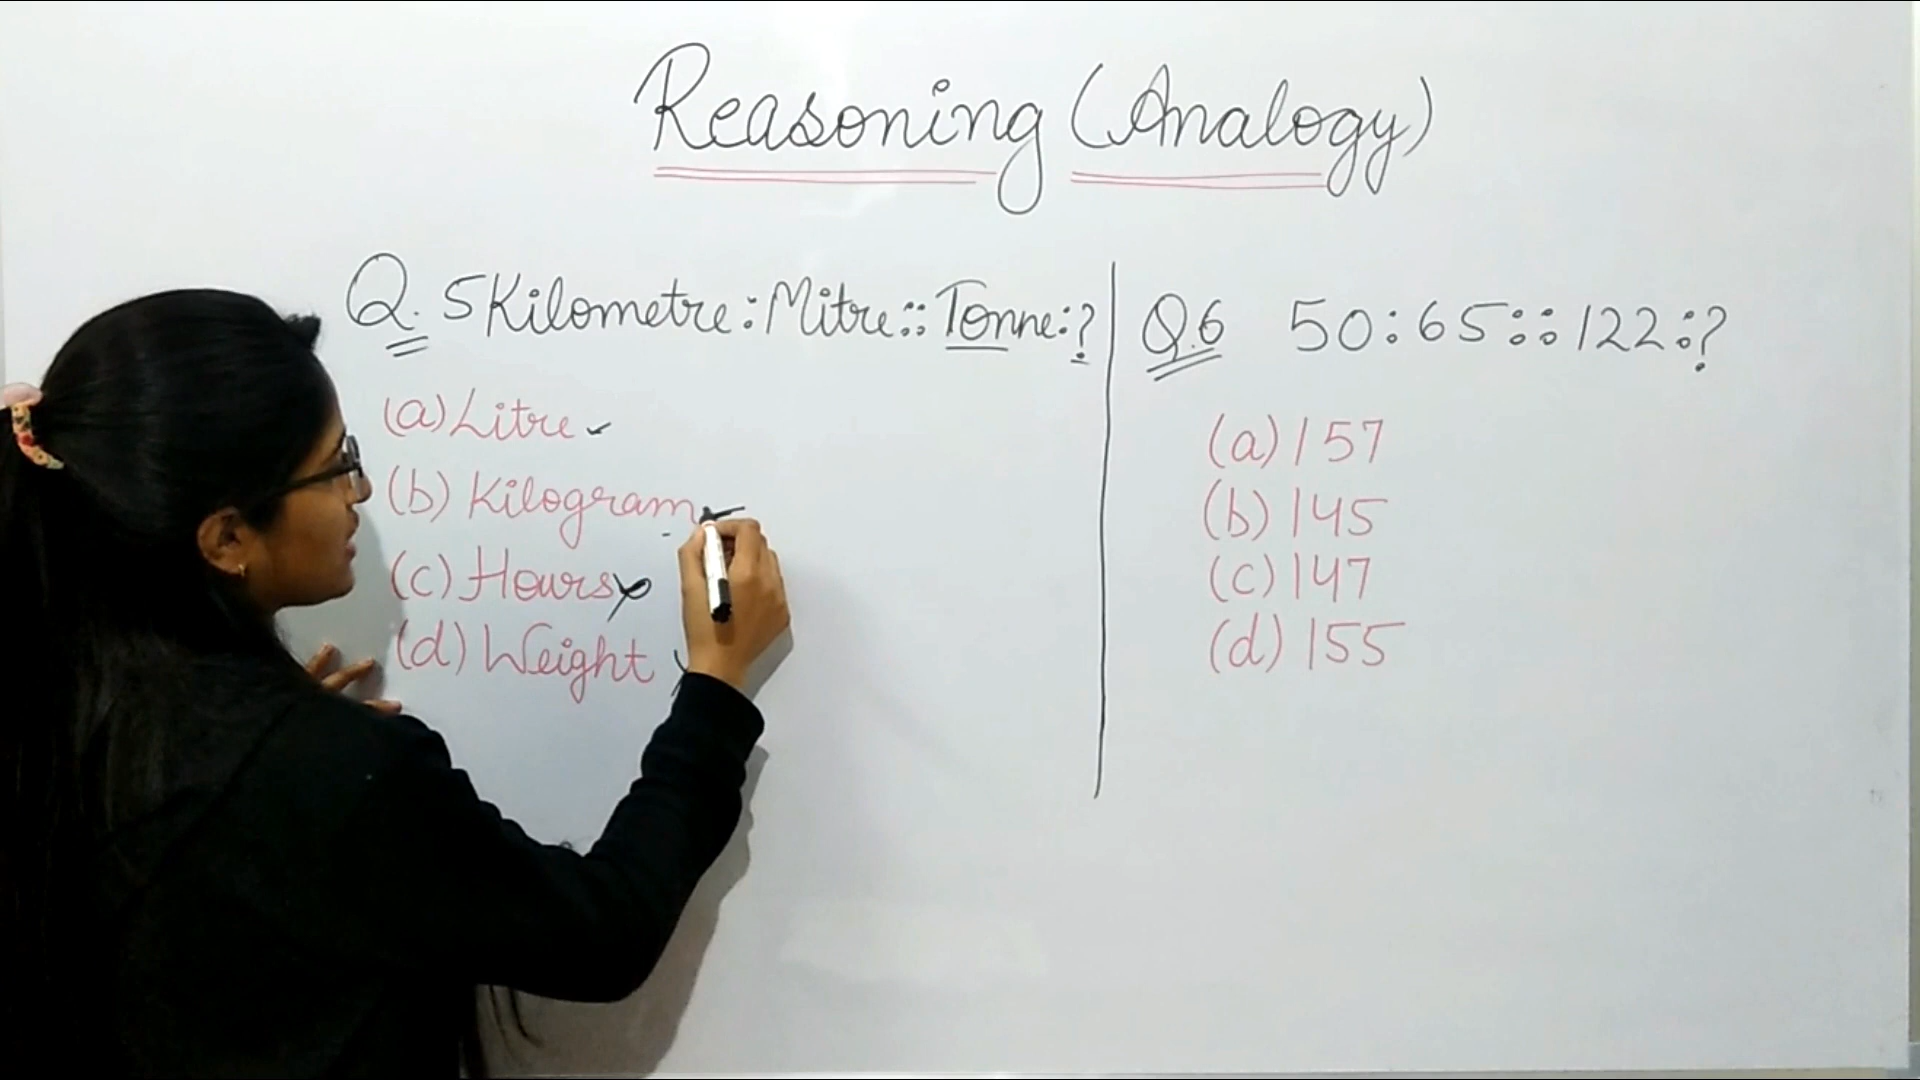 Reasoning (Analogy)
Q. 5 Kilometre : Mitre :: Tonne : ?
(a) Litre
(b) Kilogram
(c) Hours
(d) Weight
Q.6 50 : 65 :: 122 : ?
(a) 157
(b) 145
(c) 147
(d) 155